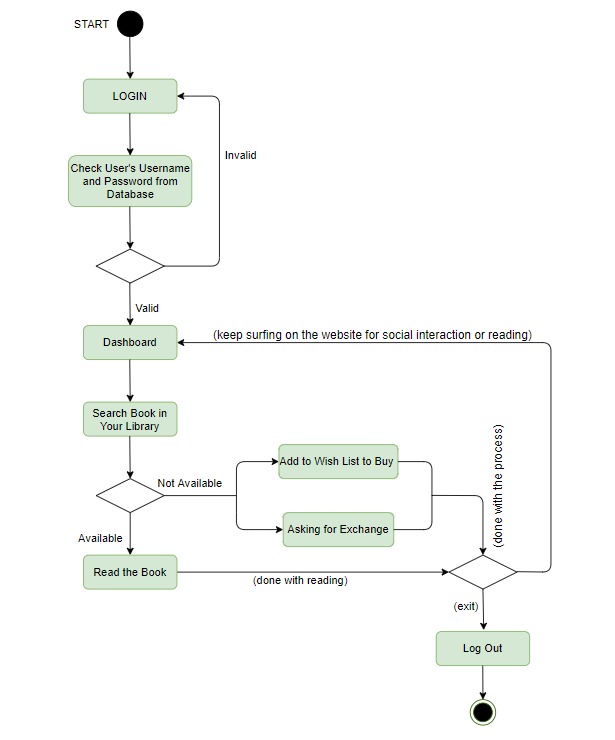 START
LOGIN
Invalid
Check User's Username
and Password from
Database
Valid
(keep surfing on the website for social interaction or reading)
Dashboard
Search Book in
Your Library
Not Available
Add to Wish List to Buy
(done with the process)
Asking for Exchange
Available
Read the Book
(done with reading)
(exit)
Log Out